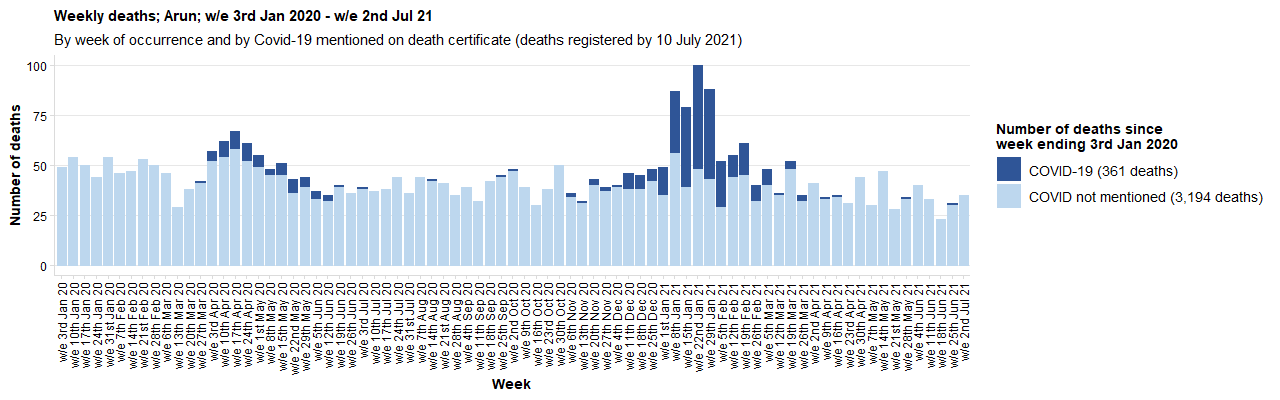 Weekly deaths; Arun; w/e 3rd Jan 2020 - w/e 2nd Jul 21
By week of occurrence and by Covid-19 mentioned on death certificate (deaths registered by 10 July 2021)
100
75
50
25
0
Number of deaths
w/e 3rd Jan 20
w/e 10th Jan 20
w/e 17th Jan 20
w/e 24th Jan 20
w/e 31st Jan 20
w/e 7th Feb 20
w/e 14th Feb 20
w/e 21st Feb 20
w/e 28th Feb 20
w/e 6th Mar 20
w/e 13th Mar 20
w/e 20th Mar 20
w/e 27th Mar 20
w/e 3rd Apr 20
w/e 10th Apr 20
w/e 17th Apr 20
w/e 24th Apr 20
w/e 1st May 20
w/e 8th May 20
w/e 15th May 20
w/e 22nd May 20
w/e 29th May 20
w/e 5th Jun 20
w/e 12th Jun 20
w/e 19th Jun 20
w/e 26th Jun 20
w/e 3rd Jul 20
w/e 10th Jul 20
w/e 17th Jul 20
w/e 24th Jul 20
w/e 31st Jul 20
w/e 7th Aug 20
w/e 14th Aug 20
w/e 21st Aug 20
w/e 28th Aug 20
w/e 4th Sep 20
w/e 11th Sep 20
w/e 18th Sep 20
w/e 25th Sep 20
w/e 2nd Oct 20
w/e 9th Oct 20
w/e 16th Oct 20
w/e 23rd Oct 20
w/e 30th Oct 20
w/e 6th Nov 20
w/e 13th Nov 20
w/e 20th Nov 20
w/e 27th Nov 20
w/e 4th Dec 20
w/e 11th Dec 20
w/e 18th Dec 20
w/e 25th Dec 20
w/e 1st Jan 21
w/e 8th Jan 21
w/e 15th Jan 21
w/e 22nd Jan 21
w/e 29th Jan 21
w/e 5th Feb 21
w/e 12th Feb 21
w/e 19th Feb 21
w/e 26th Feb 21
w/e 5th Mar 21
w/e 12th Mar 21
w/e 19th Mar 21
w/e 26th Mar 21
w/e 2nd Apr 21
w/e 9th Apr 21
w/e 16th Apr 21
w/e 23rd Apr 21
w/e 30th Apr 21
w/e 7th May 21
w/e 14th May 21
w/e 21st May 21
w/e 28th May 21
w/e 4th Jun 21
w/e 11th Jun 21
w/e 18th Jun 21
w/e 25th Jun 21
w/e 2nd Jul 21
Week
Number of deaths since
week ending 3rd Jan 2020
COVID-19 (361 deaths)
COVID not mentioned (3,194 deaths)